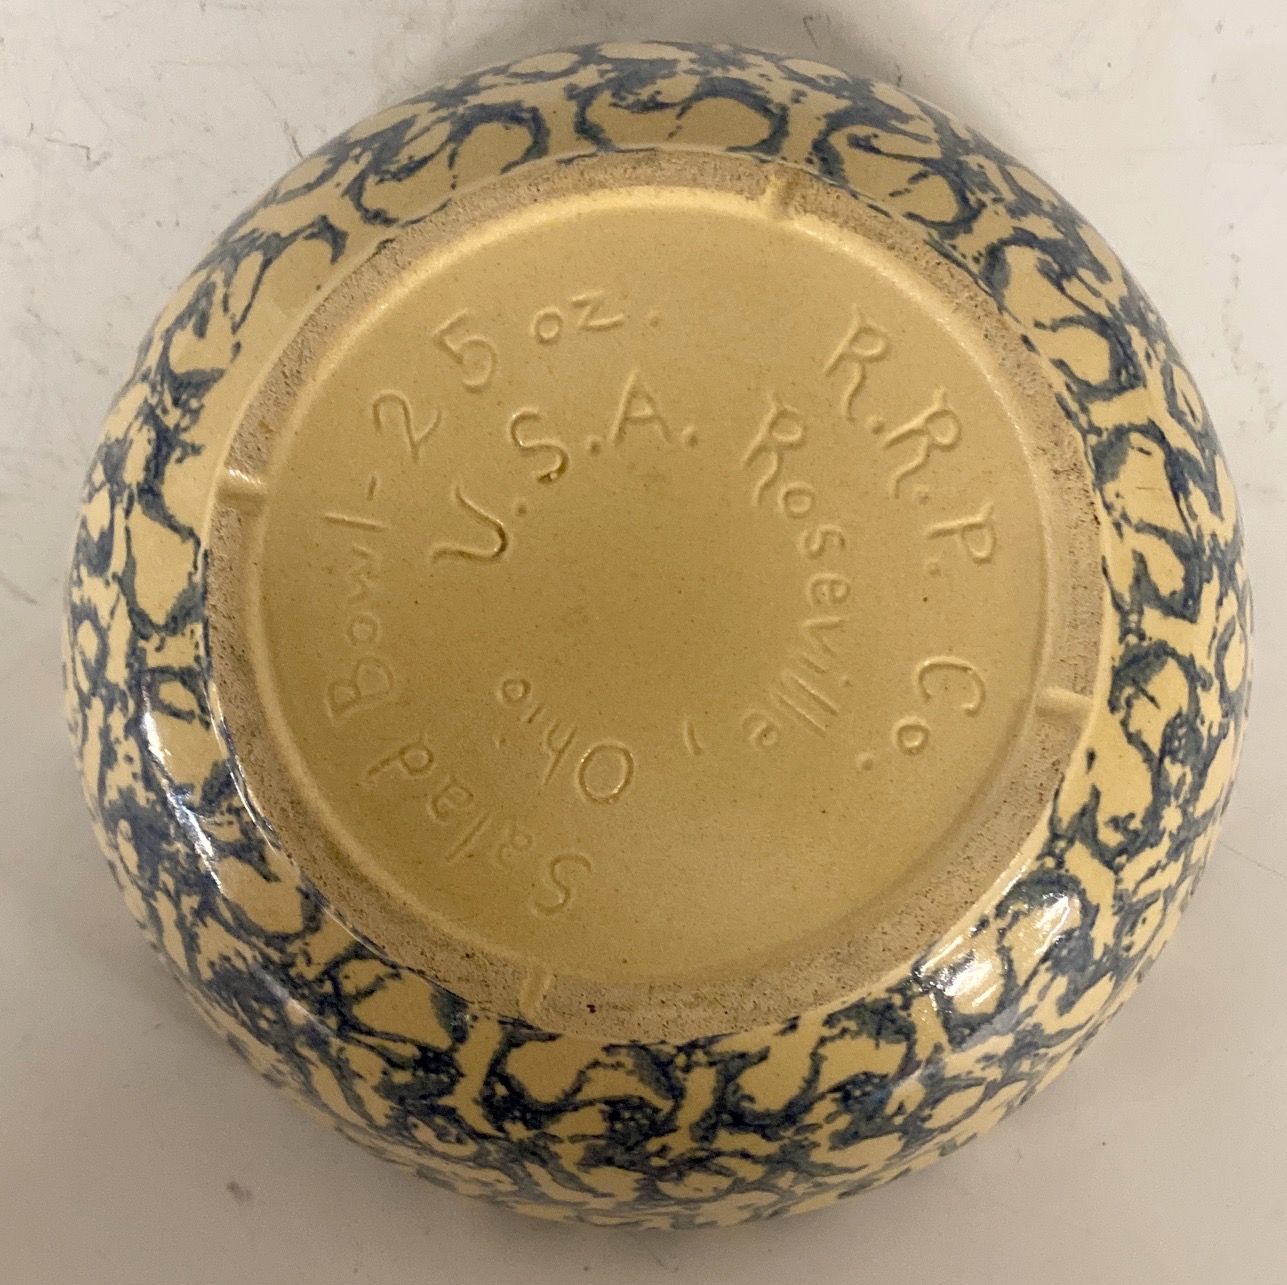 Salad Bowl - 25 oz.
R.R.P. Co.
U.S.A.
Roseville, Ohio